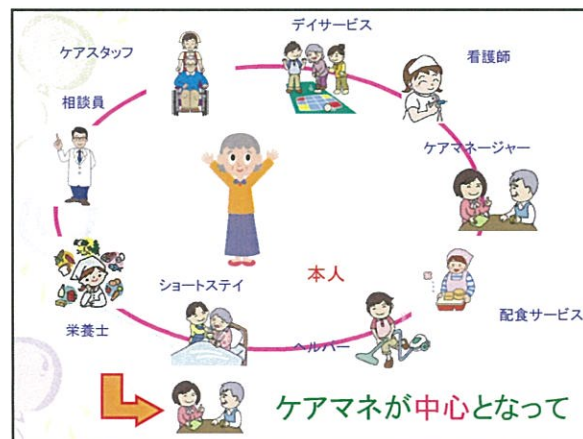 デイサービス
ケアスタッフ
看護師
相談員
ケアマネージャー
ショートステイ
本人
配食サービス
栄養士
ヘルパー
ケアマネが中心となって